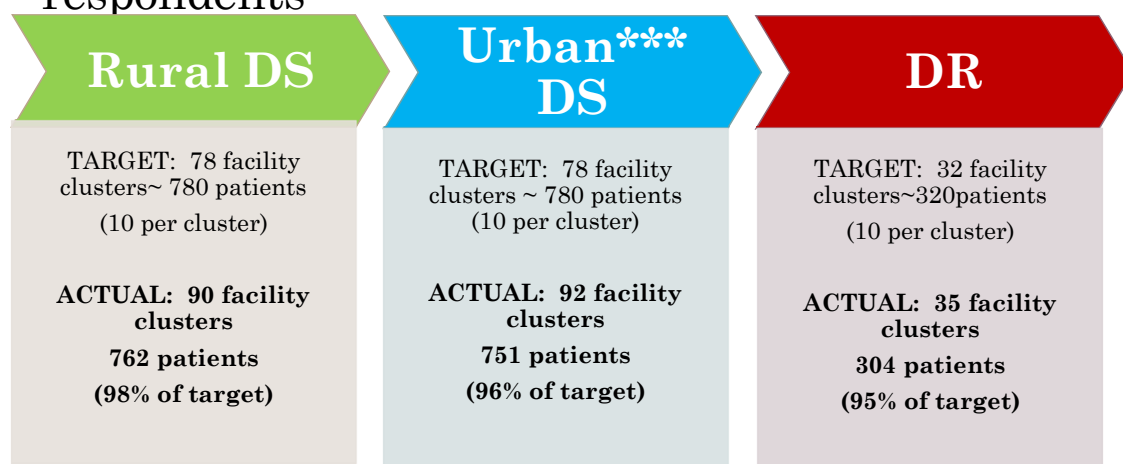 respondents
Rural DS
TARGET: 78 facility
clusters~ 780 patients
(10 per cluster)
ACTUAL: 90 facility
clusters
762 patients
(98% of target)
Urban***
DS
TARGET: 78 facility
clusters ~ 780 patients
(10 per cluster)
ACTUAL: 92 facility
clusters
751 patients
(96% of target)
DR
TARGET: 32 facility
clusters~320patients
(10 per cluster)
ACTUAL: 35 facility
clusters
304 patients
(95% of target)